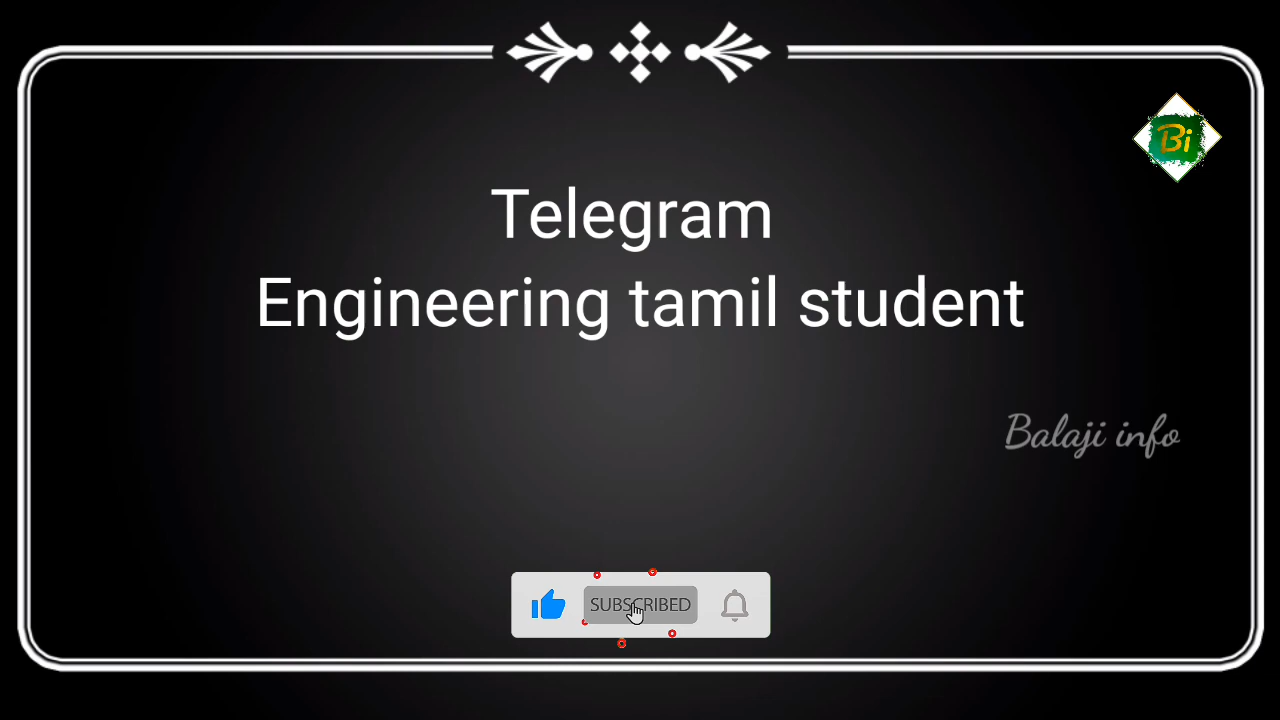 Bi
Telegram
Engineering tamil student
Balaji info
SUBSCRIBED